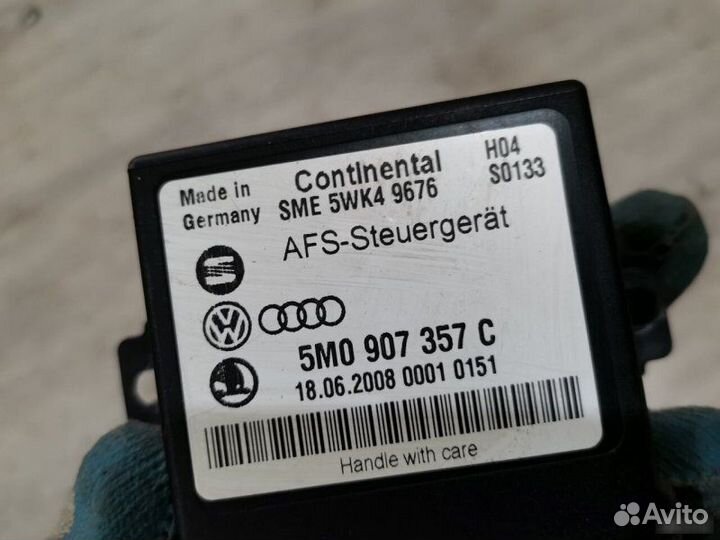 Made in
Germany
Continental
SME 5WK4 9676
H04
S0133
AFS-Steuergerät
5M0 907 357 C
18.06.2008 0001 0151
Handle with care
Avito